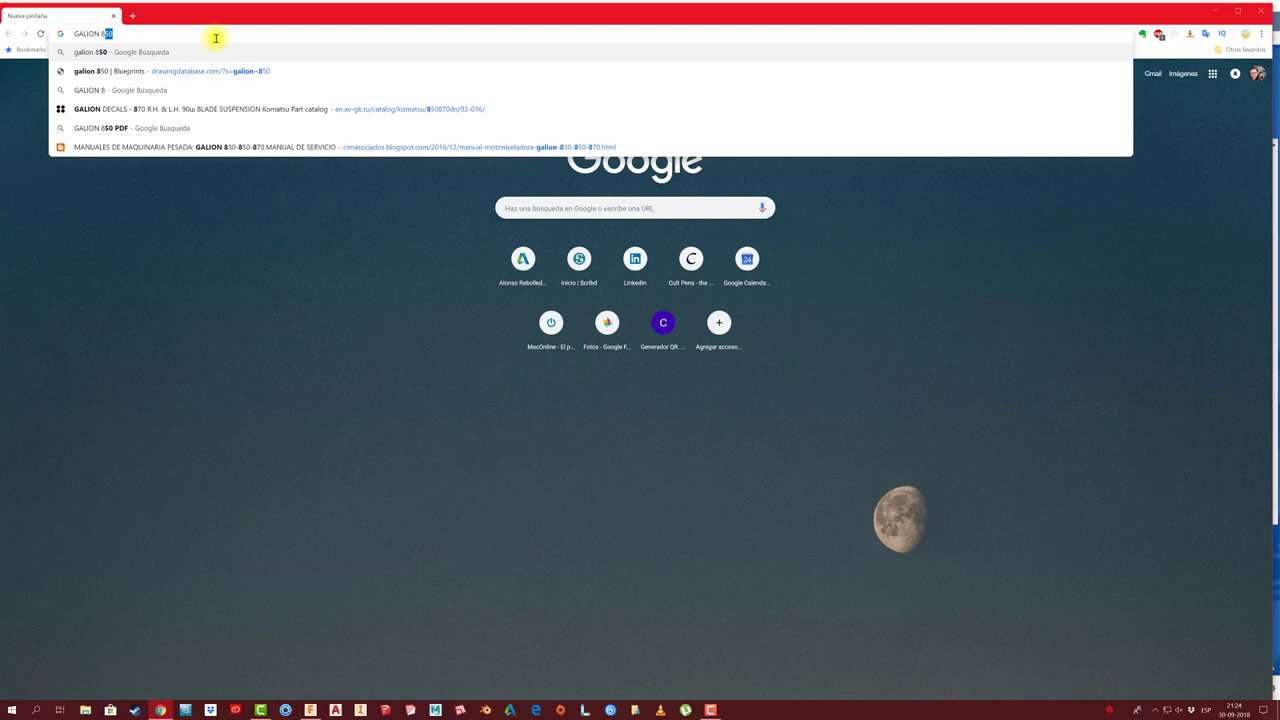 Nueva pestaña
GALION 850
Bookmarks
Otros favoritos
galion 850 - Google Búsqueda
galion 850 | Blueprints - drawingdatabase.com/?s=galion+850
GALION 8 - Google Búsqueda
GALION DECALS - 870 R.H. & L.H. 90ш BLADE SUSPENSION Komatsu Part catalog - en.av-gk.ru/catalog/komatsu/850870dn/02-016/
GALION 850 PDF - Google Búsqueda
MANUALES DE MAQUINARIA PESADA: GALION 830-850-870.MANUAL DE SERVICIO - cimasociados.blogspot.com/2016/12/manual-motoniveladora-galion-830-850-870.html
Gmail Imágenes
Google
Haz una búsqueda en Google o escribe una URL
Alonso Rebolled... Inicio | Scribd LinkedIn Cult Pens - the ... Google Calenda...
MacOnline - El p... Fotos - Google F... Generador QR. ... Agregar acceso...
ESP
21:24
30-09-2018